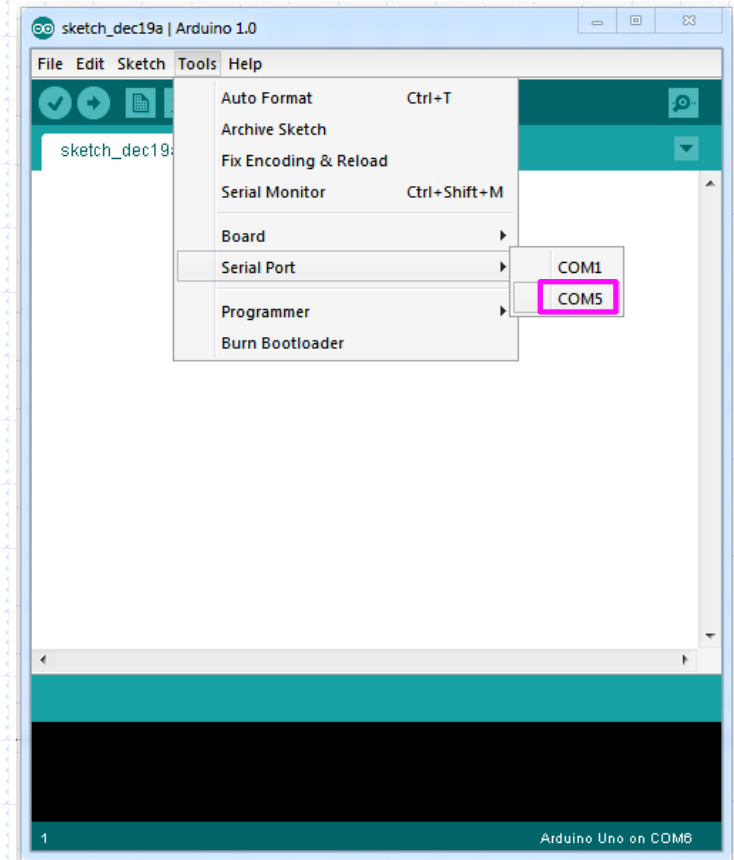 sketch_dec19a | Arduino 1.0
File Edit Sketch Tools Help
Auto Format Ctrl+T
sketch_dec19a
Archive Sketch
Fix Encoding & Reload
Serial Monitor Ctrl+Shift+M
Board
Serial Port
COM1
COM5
Programmer
Burn Bootloader
1 Arduino Uno on COM6